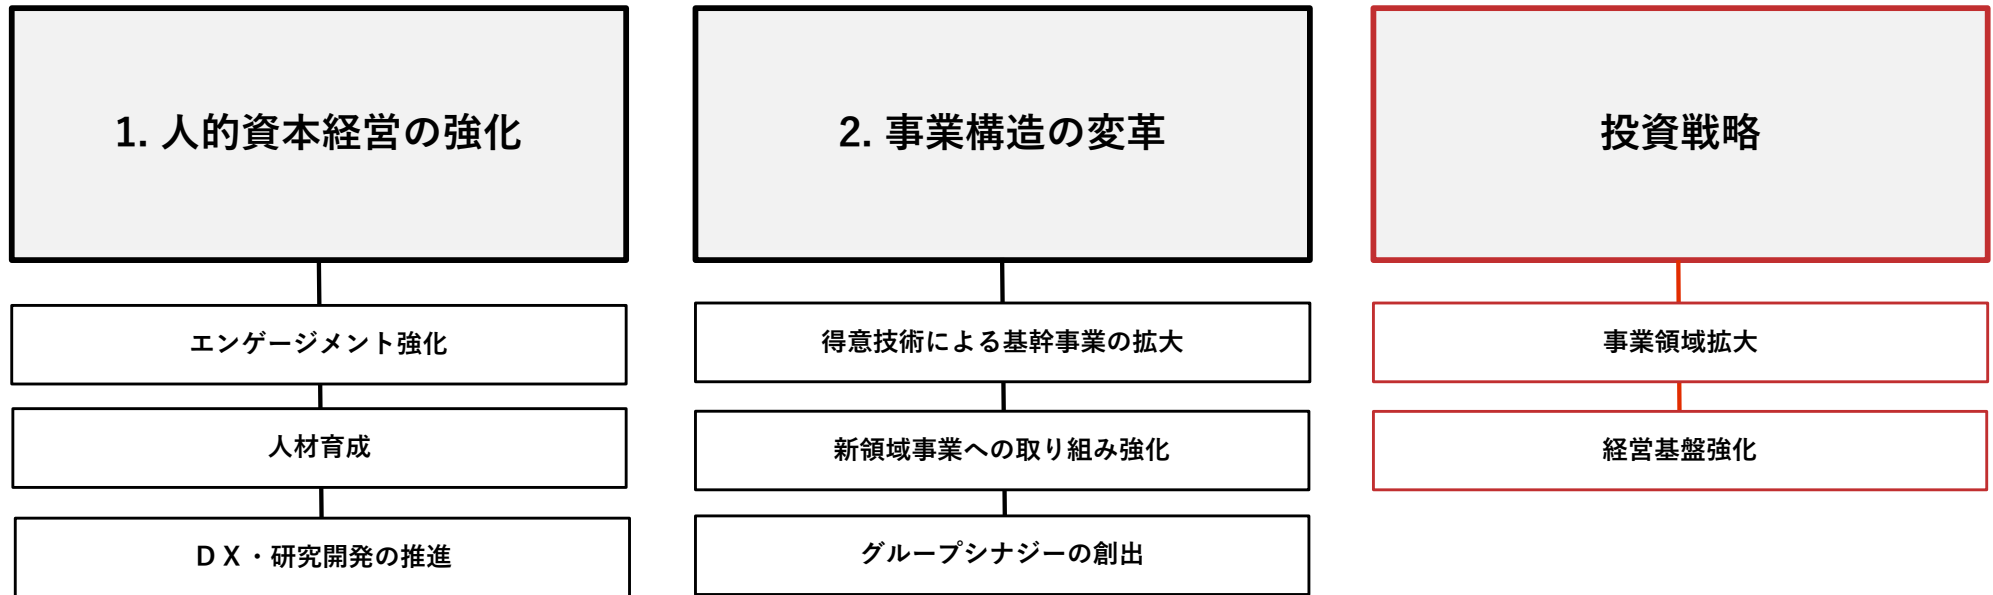 1. 人的資本経営の強化
エンゲージメント強化
人材育成
ＤＸ・研究開発の推進
2. 事業構造の変革
得意技術による基幹事業の拡大
新領域事業への取り組み強化
グループシナジーの創出
投資戦略
事業領域拡大
経営基盤強化